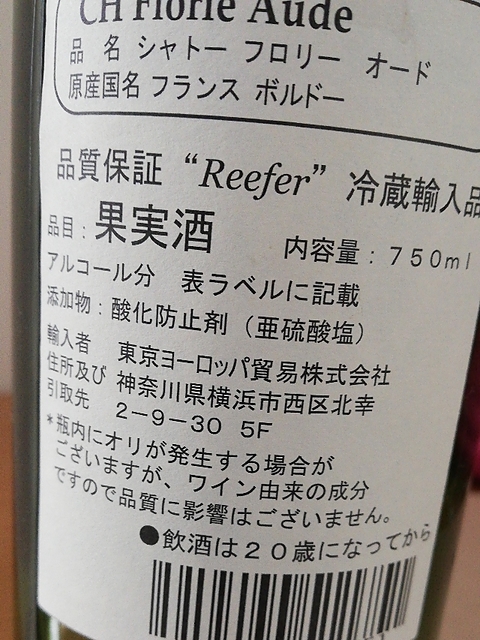 CH Florie Aude
品 名 シャトー フロリー オード
原産国名 フランス ボルドー
品質保証 “Reefer” 冷蔵輸入品
品目：果実酒 内容量：750ml
アルコール分 表ラベルに記載
添加物：酸化防止剤（亜硫酸塩）
輸入者 東京ヨーロッパ貿易株式会社
住所及び 神奈川県横浜市西区北幸
引取先 2-9-30 5F
*瓶内にオリが発生する場合が
ございますが、ワイン由来の成分
ですので品質に影響はございません。
●飲酒は20歳になってから